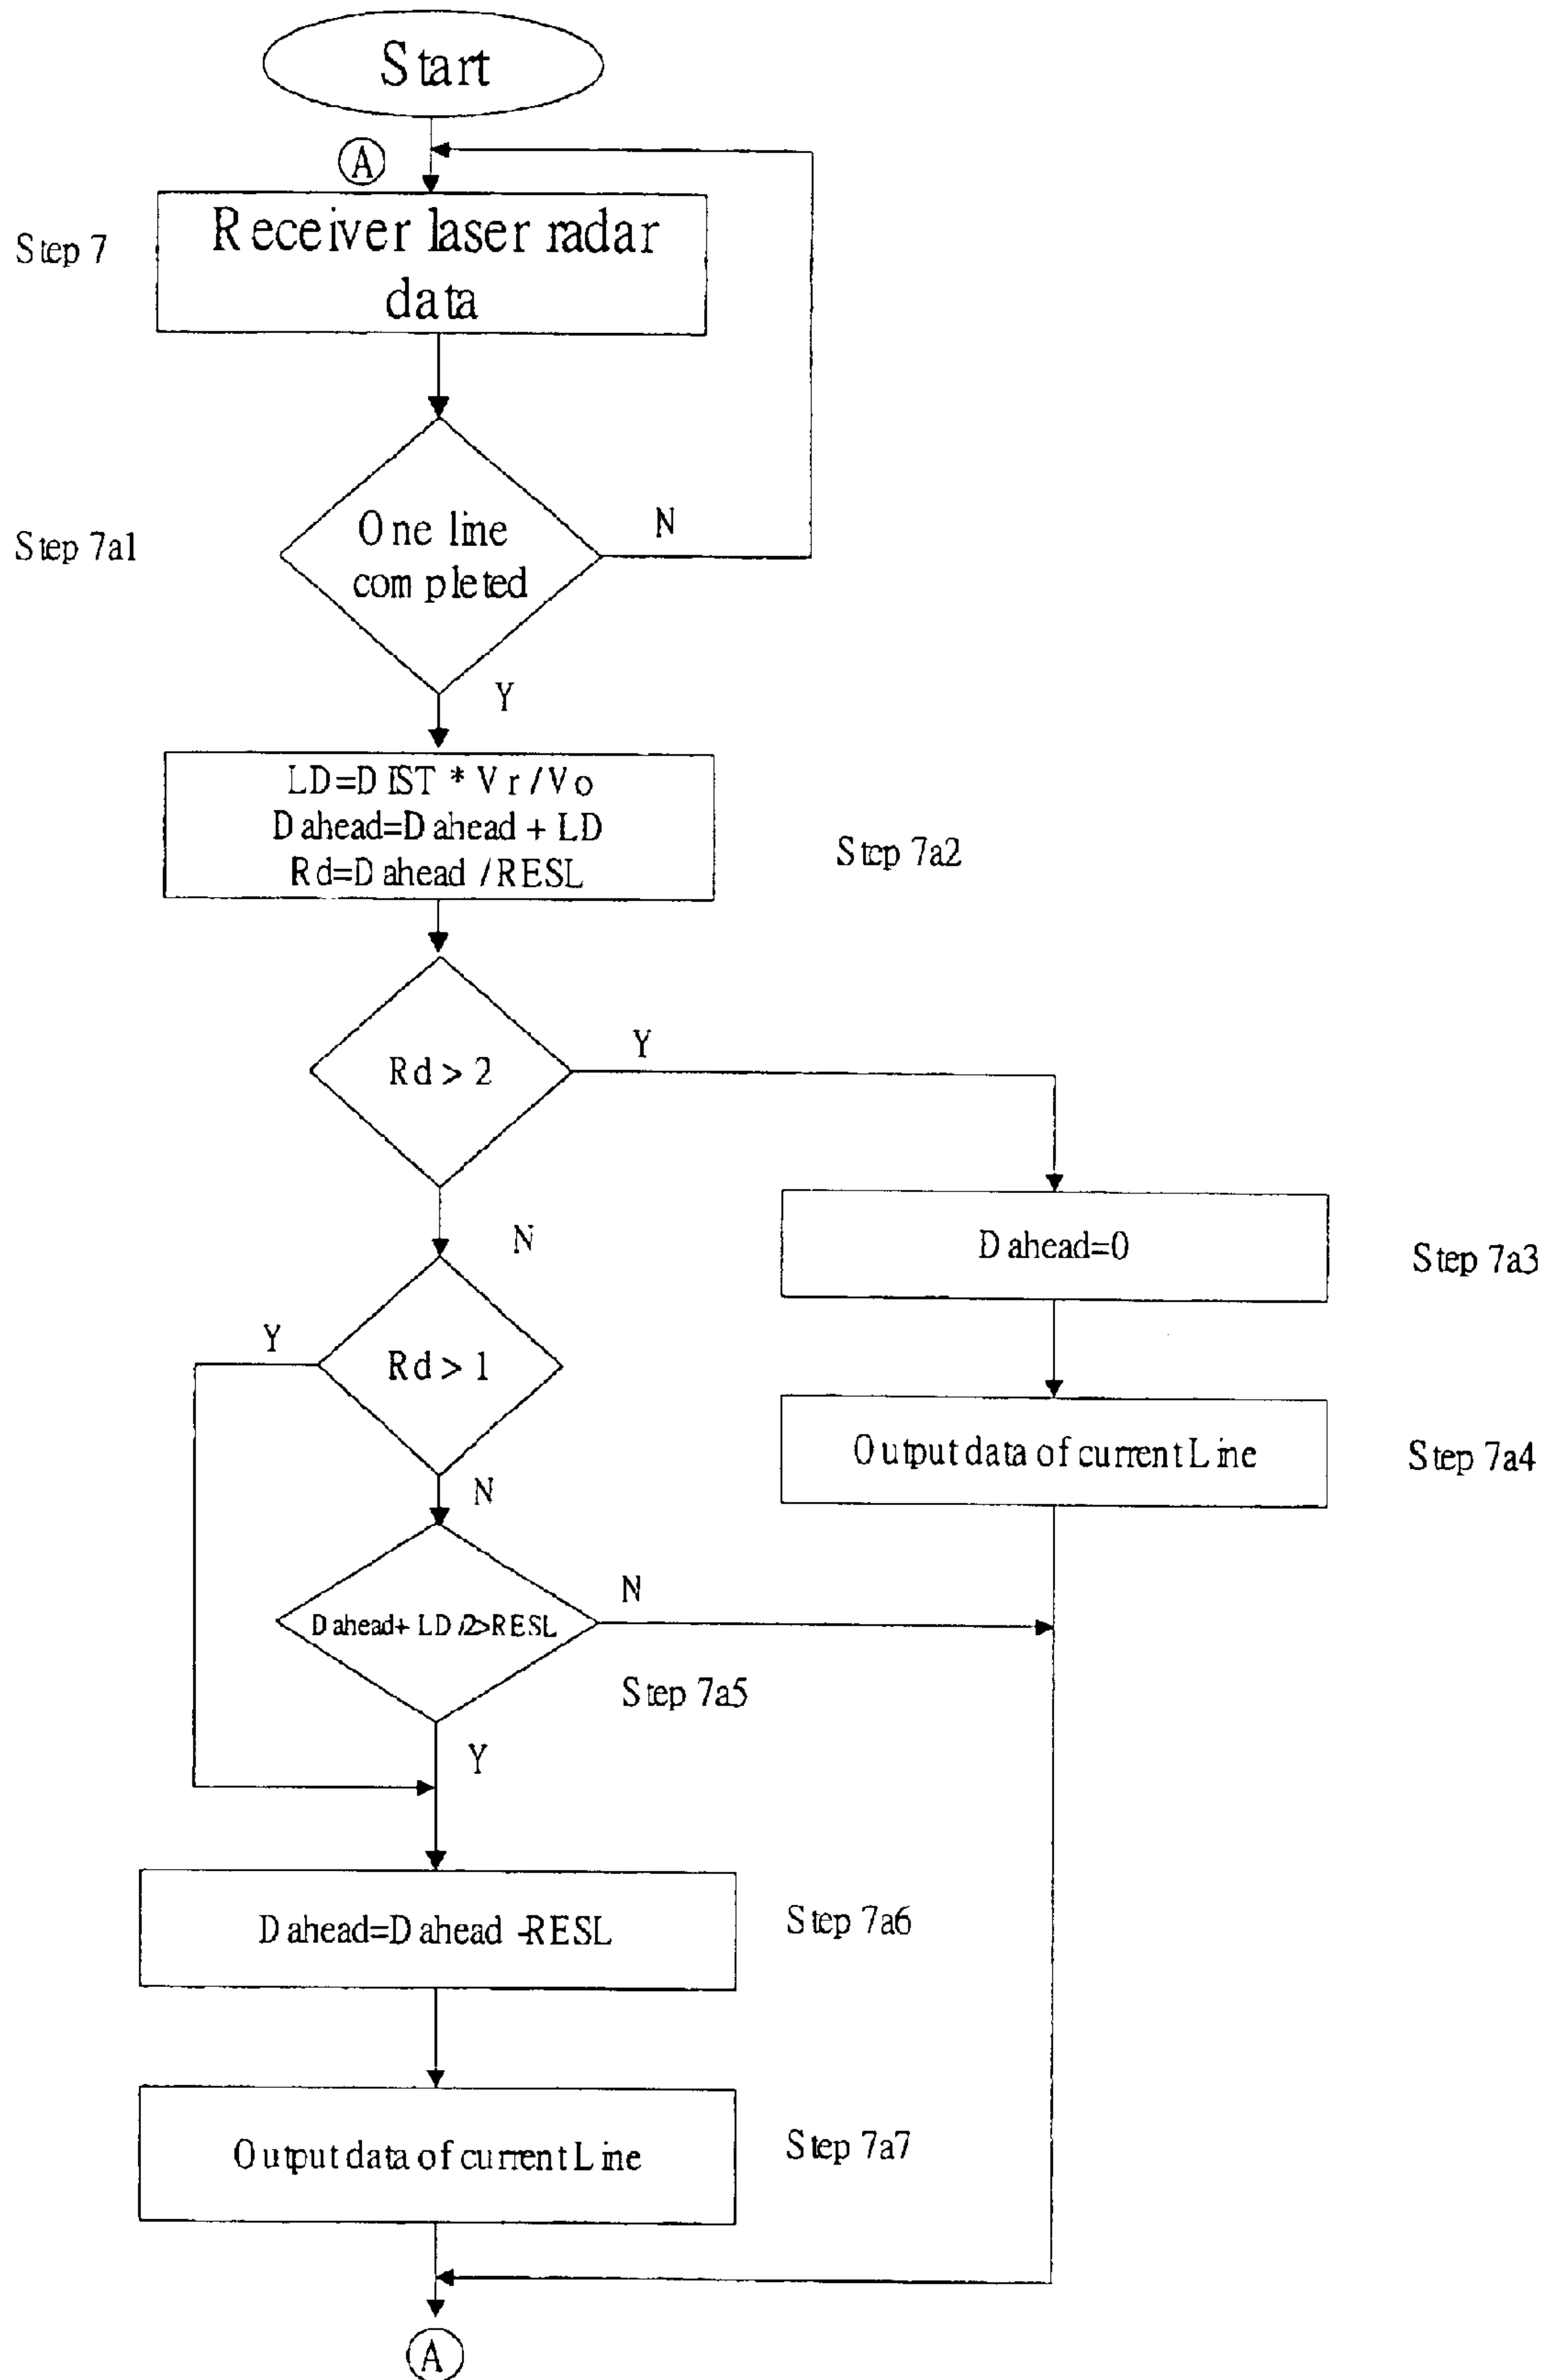 Start
A
Step 7
Receiver laser radar
data
Step 7a1
One line
completed
N
Y
LD=DIST * Vr/Vo
Dahead=Dahead + LD
Rd=Dahead /RESL
Step 7a2
Rd > 2
Y
N
Dahead=0
Step 7a3
Y
Rd > 1
N
Output data of current Line
Step 7a4
Dahead+ LD/2>RESL
N
Step 7a5
Y
Dahead=Dahead -RESL
Step 7a6
Output data of current Line
Step 7a7
A